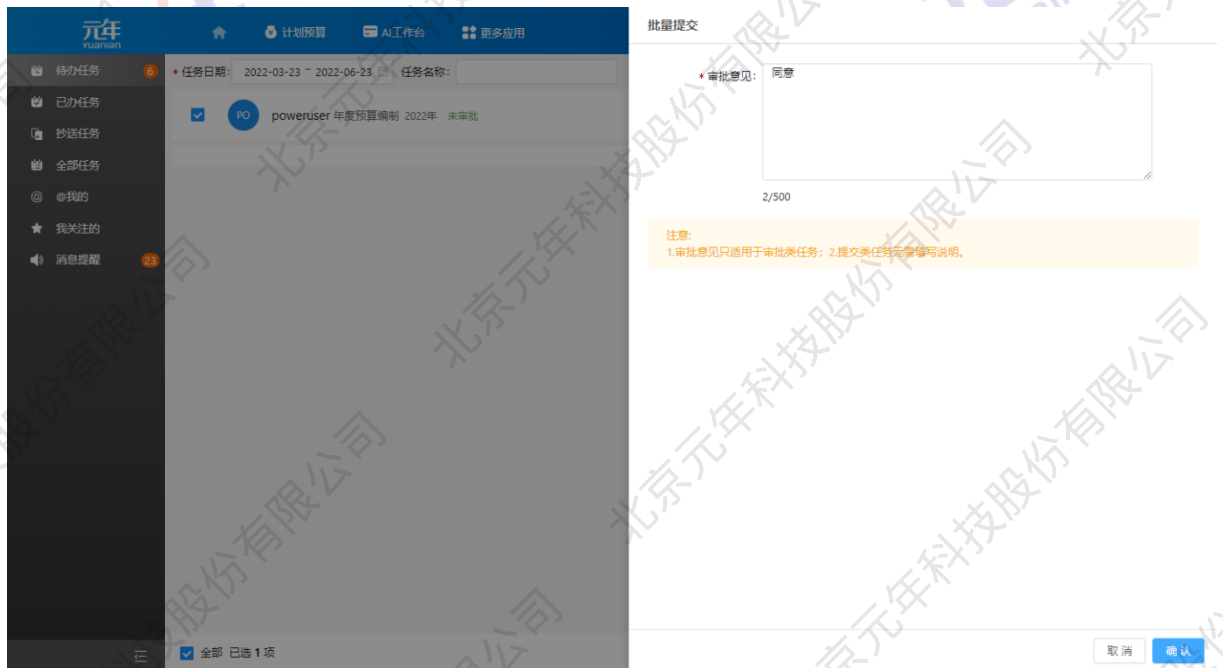 元年
yuanian
计划预算
AI工作台
更多应用
待办任务 6
已办任务
抄送任务
全部任务
@ @我的
我关注的
消息提醒 23
* 任务日期: 2022-03-23 ~ 2022-06-23 任务名称:
PO poweruser 年度预算编制 2022年 未审批
全部 已选 1 项
批量提交
* 审批意见: 同意
2/500
注意:
1.审批意见只适用于审批类任务；2.提交类任务无需填写说明。
取 消 确 认
北京元年科技股份有限公司